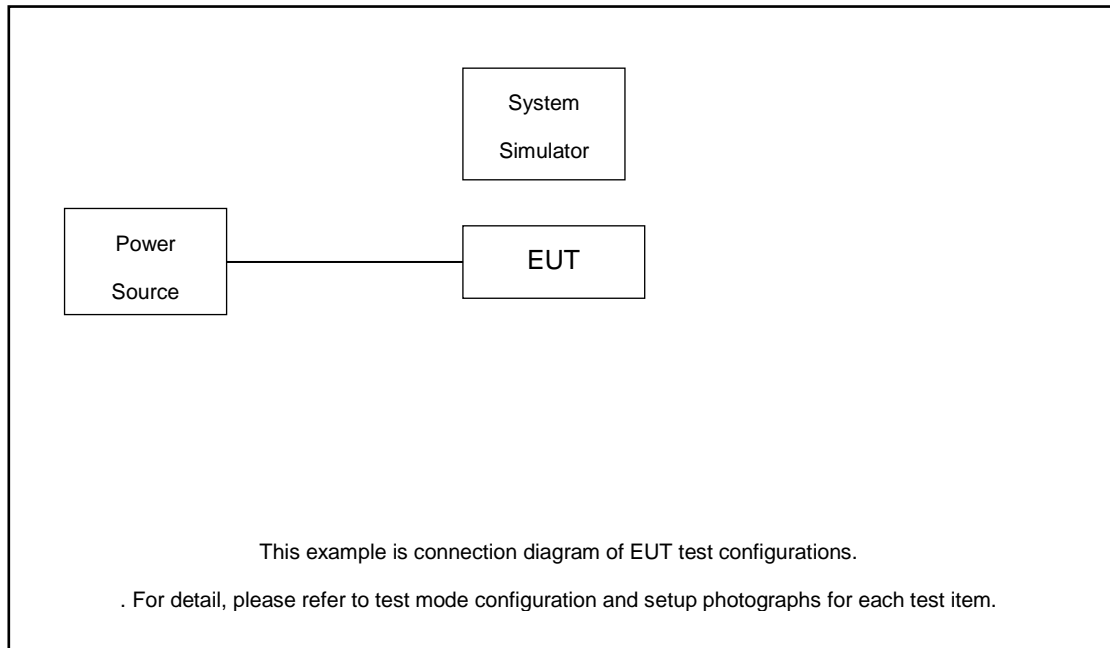 System
Simulator
Power
Source
EUT
This example is connection diagram of EUT test configurations.
. For detail, please refer to test mode configuration and setup photographs for each test item.